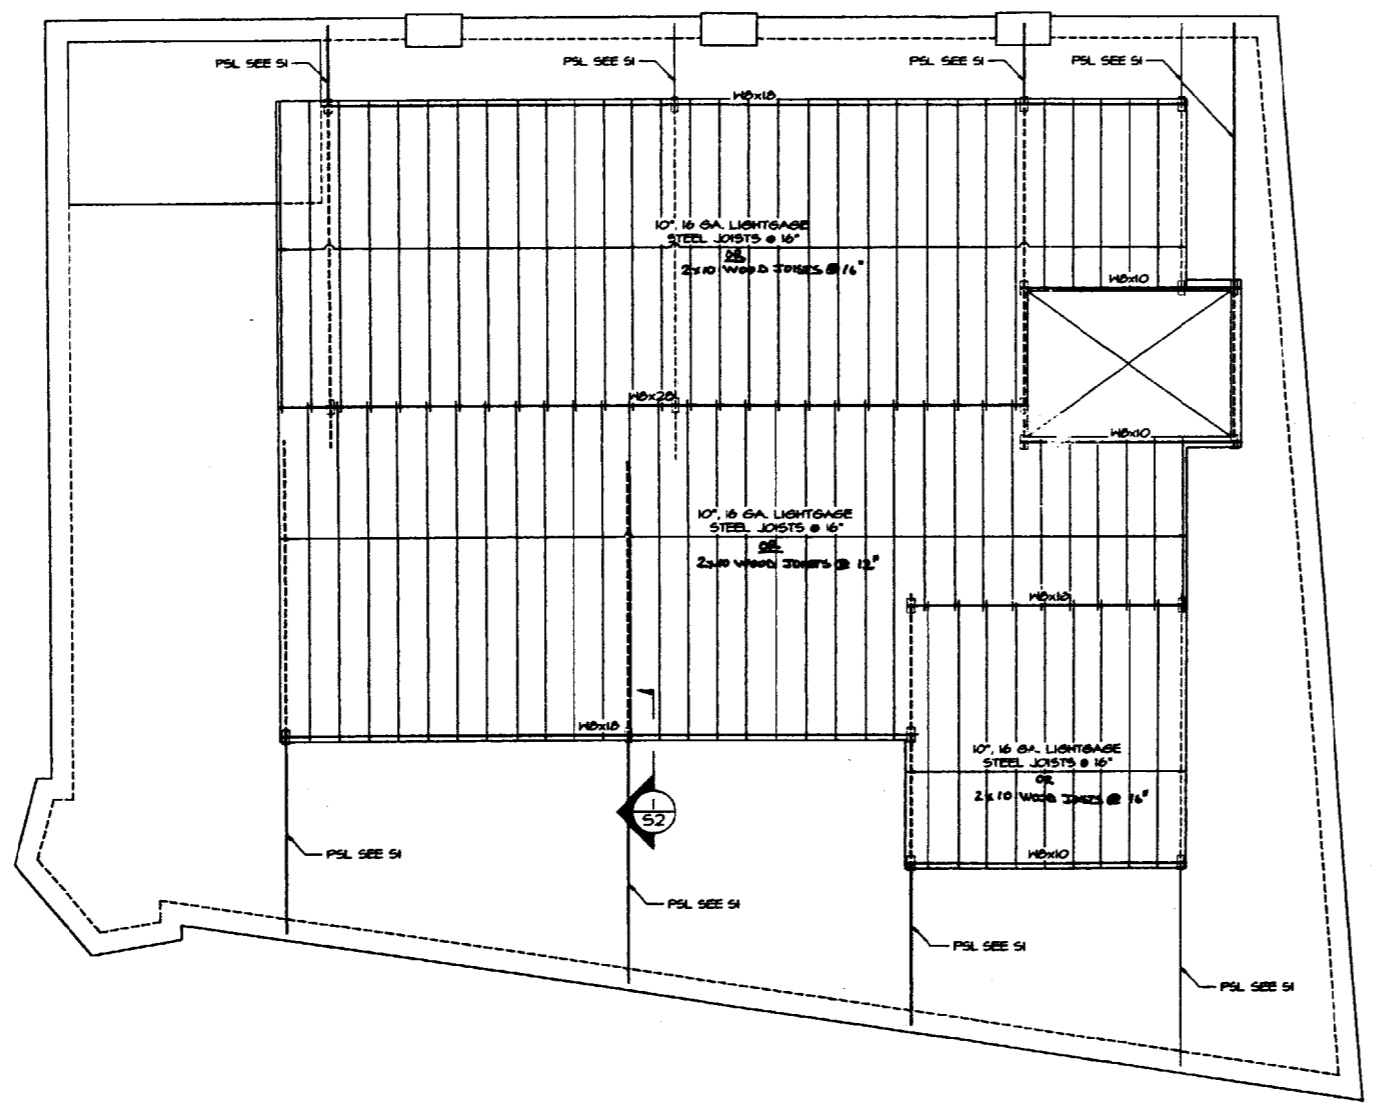 PSL SEE S1
PSL SEE S1
PSL SEE S1
PSL SEE S1
W8x18
10", 16 GA. LIGHTGAGE
STEEL JOISTS @ 16"
OR
2x10 WOOD JOISTS @ 16"
W8x10
W8x28
W8x10
10", 16 GA. LIGHTGAGE
STEEL JOISTS @ 16"
OR
2x10 WOOD JOISTS @ 12"
W8x18
W8x18
10", 16 GA. LIGHTGAGE
STEEL JOISTS @ 16"
OR
2x10 WOOD JOISTS @ 16"
1
S2
PSL SEE S1
W8x10
PSL SEE S1
PSL SEE S1
PSL SEE S1